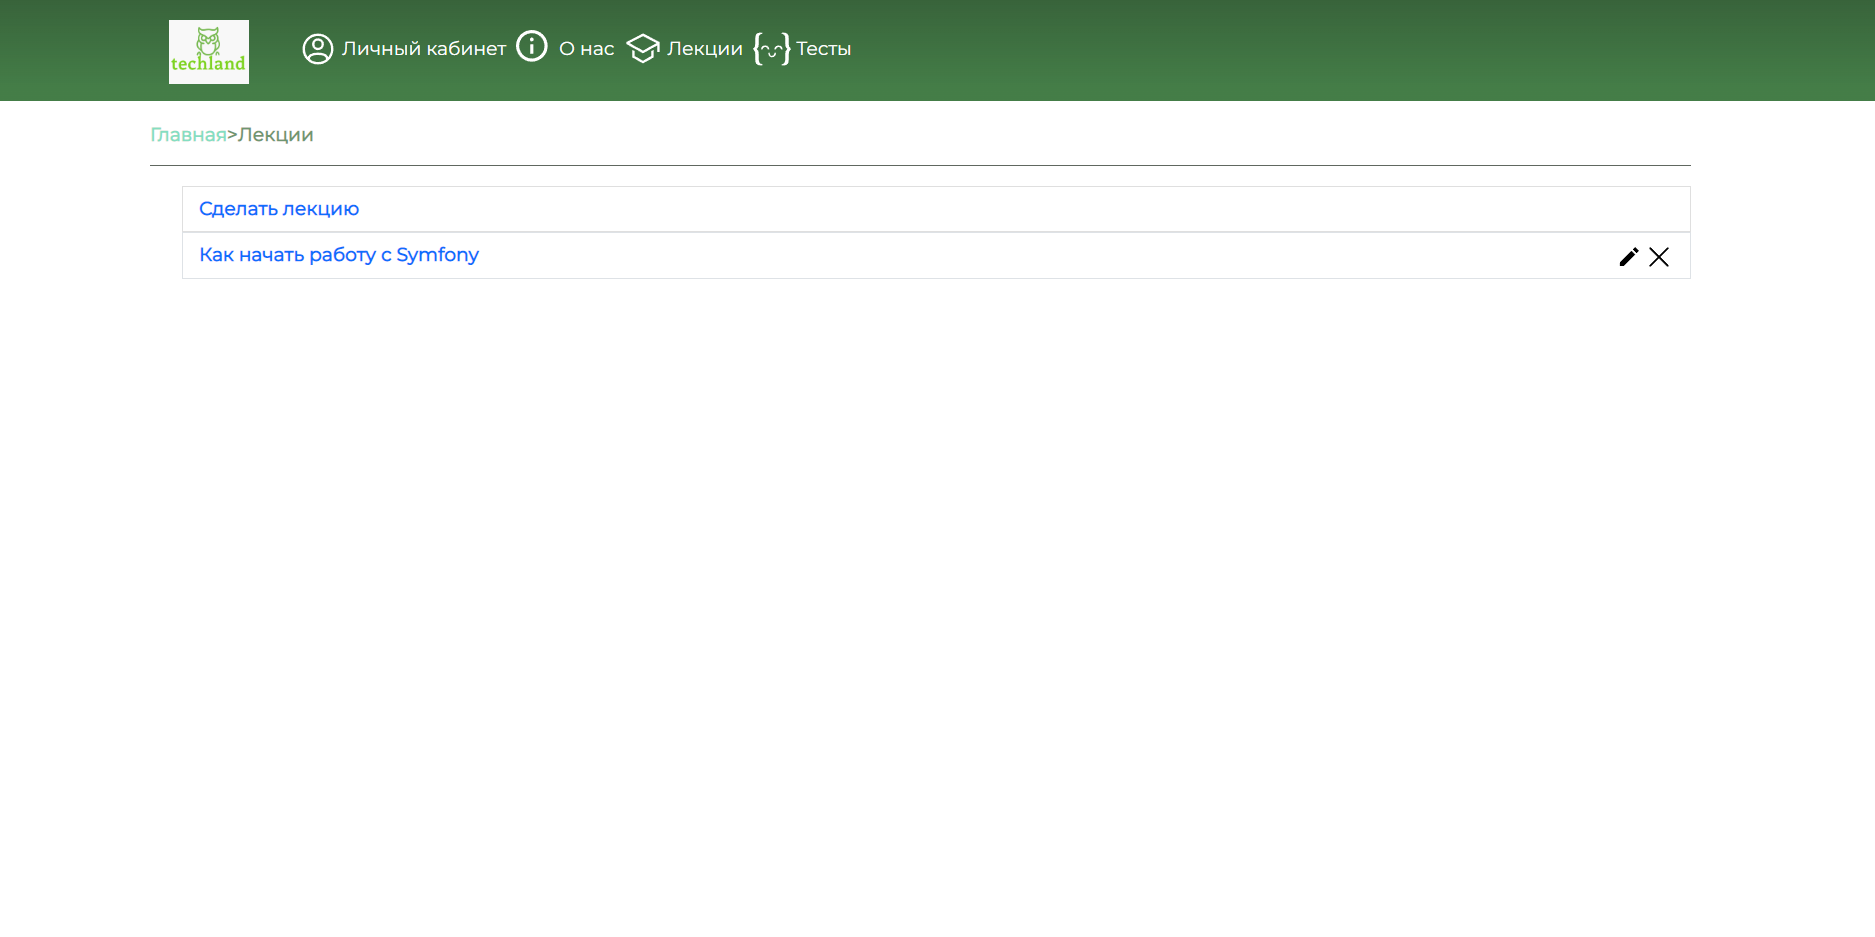 techland
Личный кабинет О нас Лекции Тесты
Главная>Лекции
Сделать лекцию
Как начать работу с Symfony